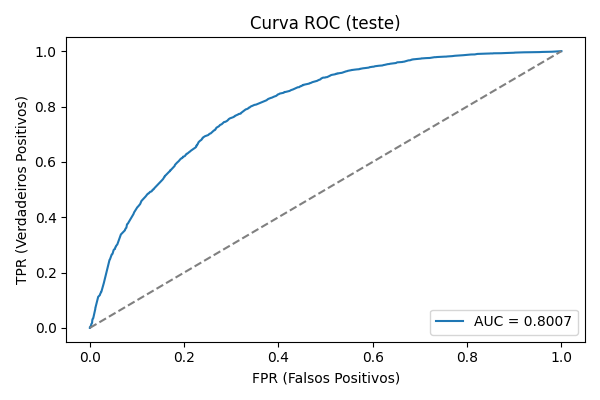 Curva ROC (teste)
TPR (Verdadeiros Positivos)
1.0
0.8
0.6
0.4
0.2
0.0
AUC = 0.8007
0.0 0.2 0.4 0.6 0.8 1.0
FPR (Falsos Positivos)